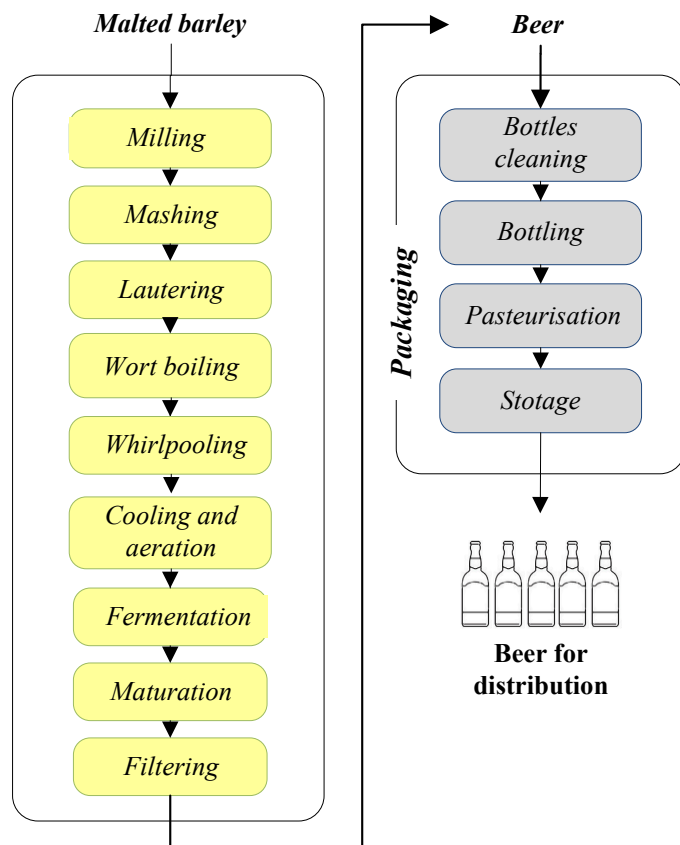 Malted barley
Milling
Mashing
Lautering
Wort boiling
Whirlpooling
Cooling and
aeration
Fermentation
Maturation
Filtering
Beer
Packaging
Bottles
cleaning
Bottling
Pasteurisation
Stotage
Beer for
distribution